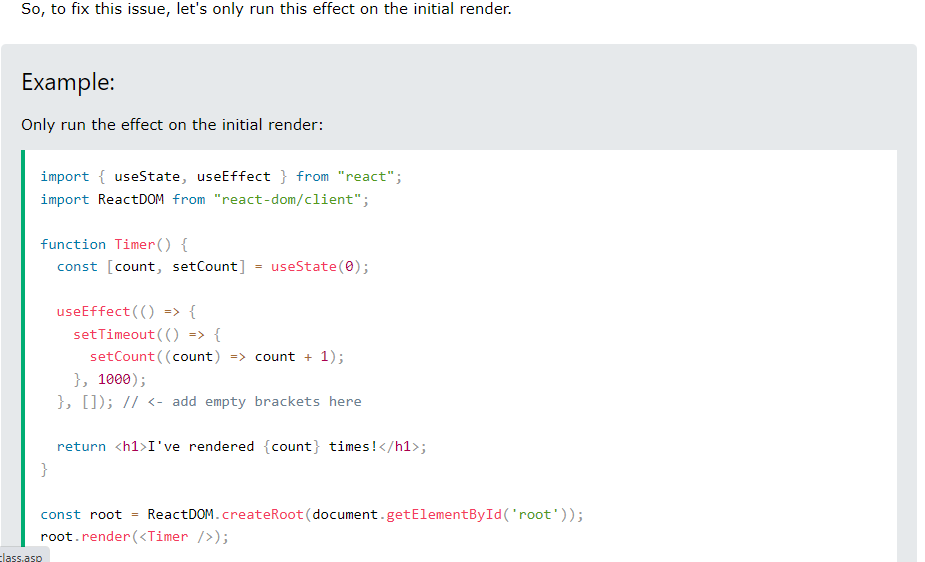 So, to fix this issue, let's only run this effect on the initial render.
Example:
Only run the effect on the initial render:
import { useState, useEffect } from "react";
import ReactDOM from "react-dom/client";
function Timer() {
const [count, setCount] = useState(0);
useEffect(() => {
setTimeout(() => {
setCount((count) => count + 1);
}, 1000);
}, []); // <- add empty brackets here
return <h1>I've rendered {count} times!</h1>;
}
const root = ReactDOM.createRoot(document.getElementById('root'));
root.render(<Timer />);
class.asp